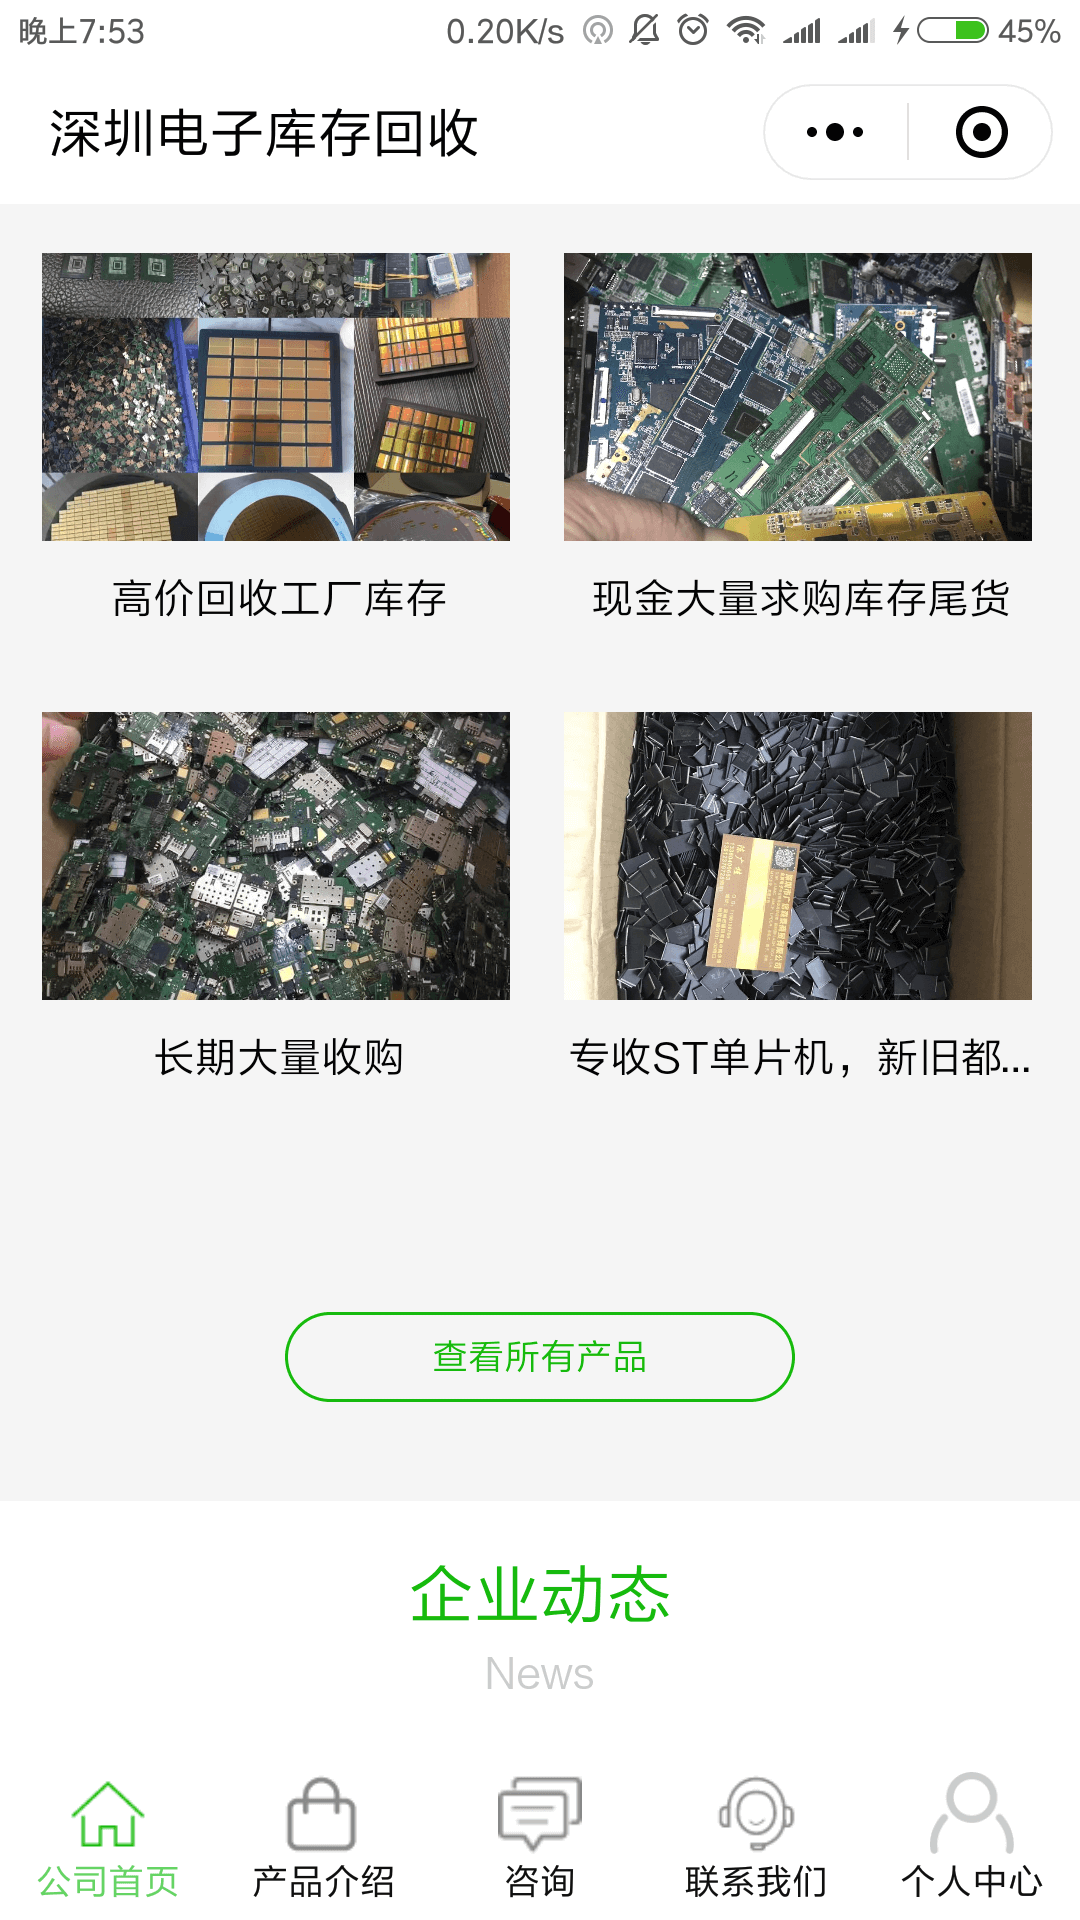 晚上7:53
0.20K/s
45%
深圳电子库存回收
高价回收工厂库存
现金大量求购库存尾货
长期大量收购
专收ST单片机，新旧都...
查看所有产品
企业动态
News
公司首页
产品介绍
咨询
联系我们
个人中心